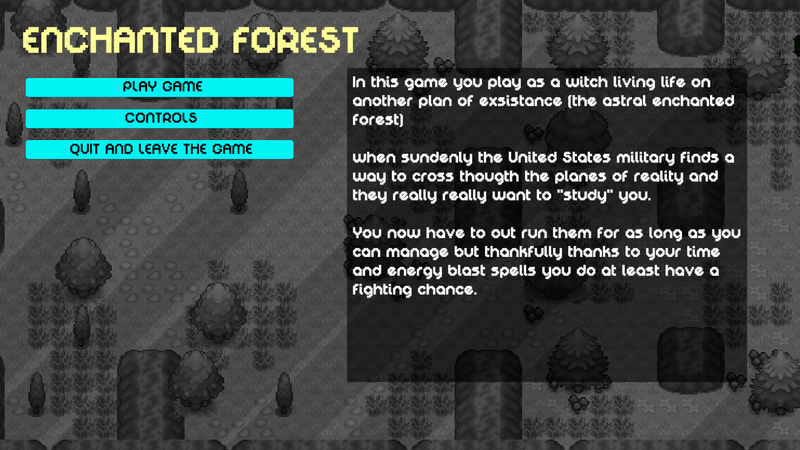 ENCHANTED FOREST
PLAY GAME
CONTROLS
QUIT AND LEAVE THE GAME
In this game you play as a witch living life on
another plan of exsistance (the astral enchanted
forest)
when sundenly the United States military finds a
way to cross thougth the planes of reality and
they really really want to "study" you.
You now have to out run them for as long as you
can manage but thankfully thanks to your time
and energy blast spells you do at least have a
fighting chance.